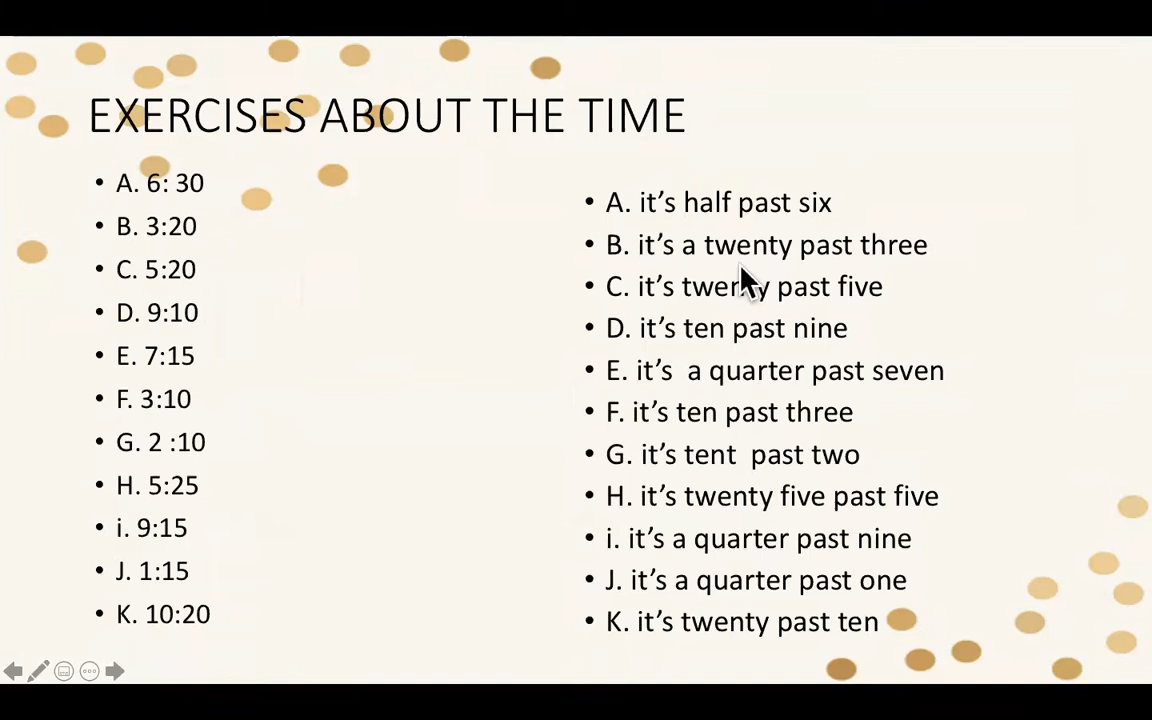 EXERCISES ABOUT THE TIME
• A. 6: 30
• B. 3:20
• C. 5:20
• D. 9:10
• E. 7:15
• F. 3:10
• G. 2 :10
• H. 5:25
• i. 9:15
• J. 1:15
• K. 10:20
• A. it’s half past six
• B. it’s a twenty past three
• C. it’s twenty past five
• D. it’s ten past nine
• E. it’s  a quarter past seven
• F. it’s ten past three
• G. it’s tent  past two
• H. it’s twenty five past five
• i. it’s a quarter past nine
• J. it’s a quarter past one
• K. it’s twenty past ten